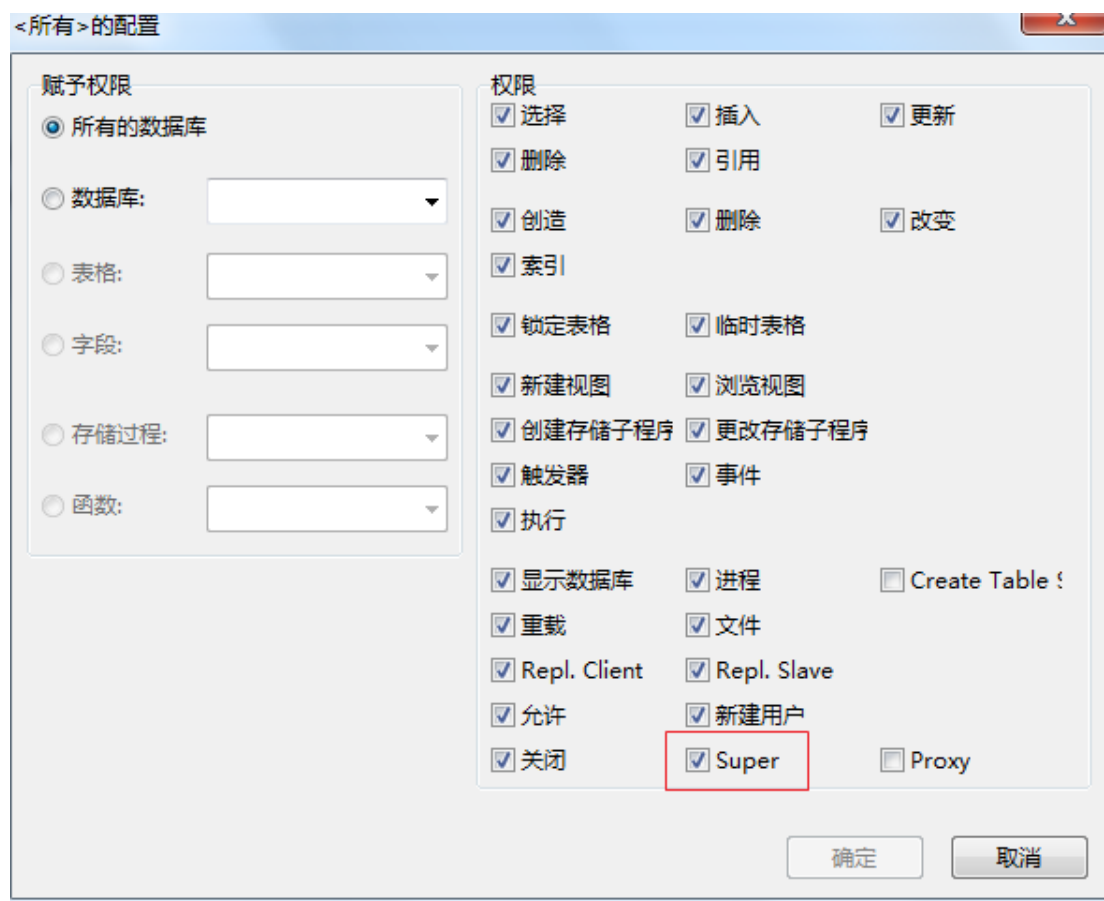 <所有>的配置
赋予权限
所有的数据库
数据库:
表格:
字段:
存储过程:
函数:
权限
选择 插入 更新
删除 引用
创造 删除 改变
索引
锁定表格 临时表格
新建视图 浏览视图
创建存储子程序 更改存储子程序
触发器 事件
执行
显示数据库 进程 Create Table
重载 文件
Repl. Client Repl. Slave
允许 新建用户
关闭 Super Proxy
确定 取消